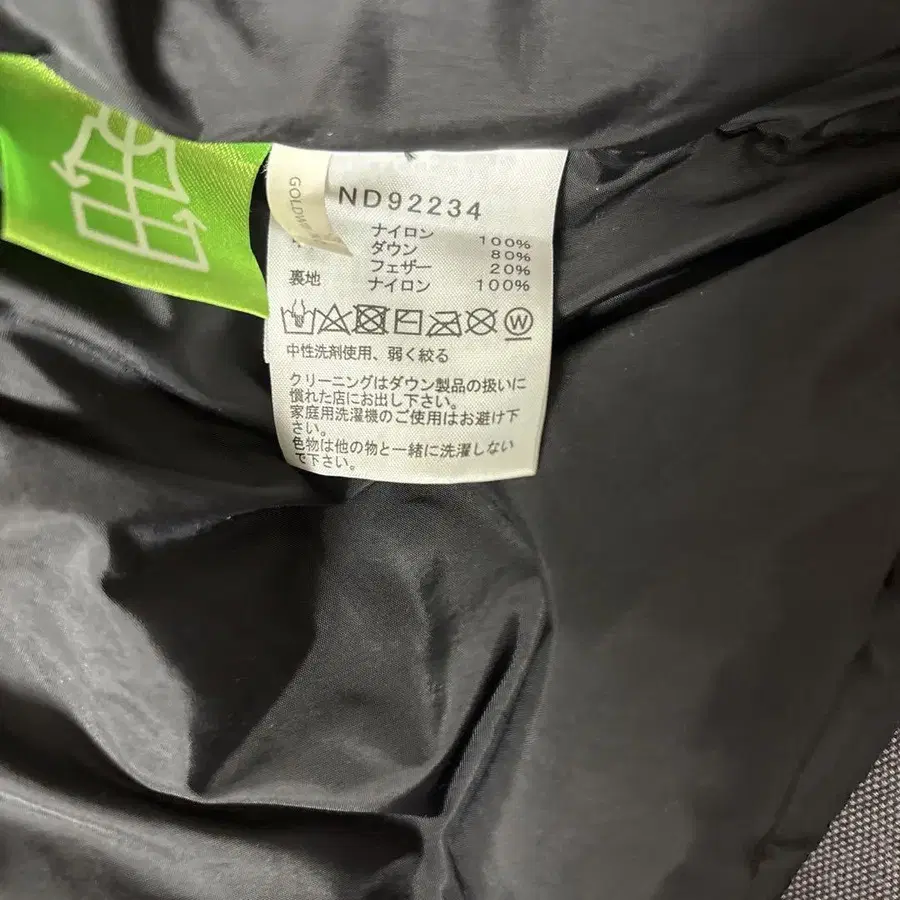 GOLDW
ND92234
ナイロン 100%
ダウン 80%
フェザー 20%
裏地 ナイロン 100%
W
中性洗剤使用、弱く絞る
クリーニングはダウン製品の扱いに
慣れた店にお出し下さい。
家庭用洗濯機のご使用はお避け下
さい。
色物は他の物と一緒に洗濯しない
で下さい。